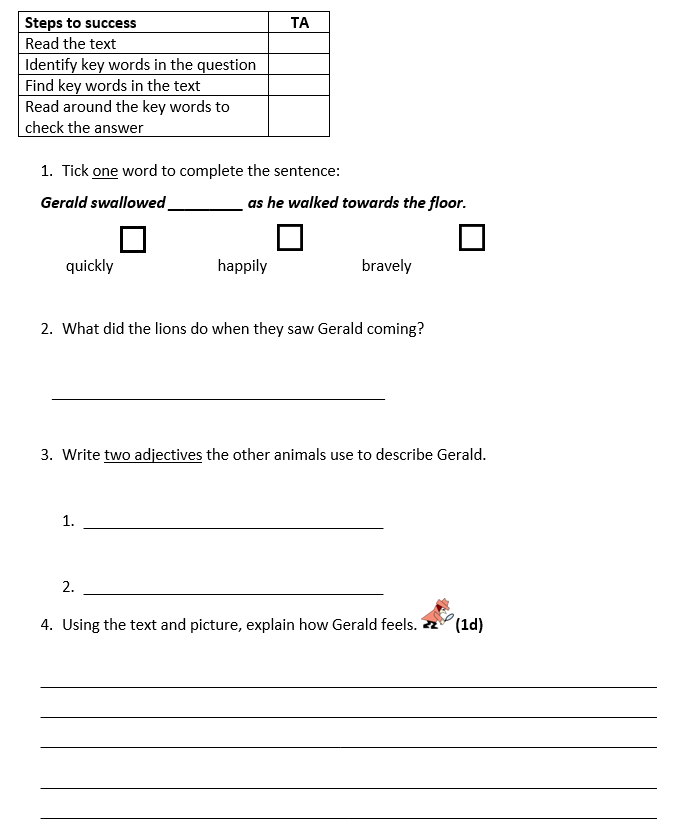 Steps to success TA
Read the text
Identify key words in the question
Find key words in the text
Read around the key words to
check the answer
1. Tick one word to complete the sentence:
Gerald swallowed _________ as he walked towards the floor.
quickly happily bravely
2. What did the lions do when they saw Gerald coming?
3. Write two adjectives the other animals use to describe Gerald.
1.
2.
4. Using the text and picture, explain how Gerald feels. (1d)